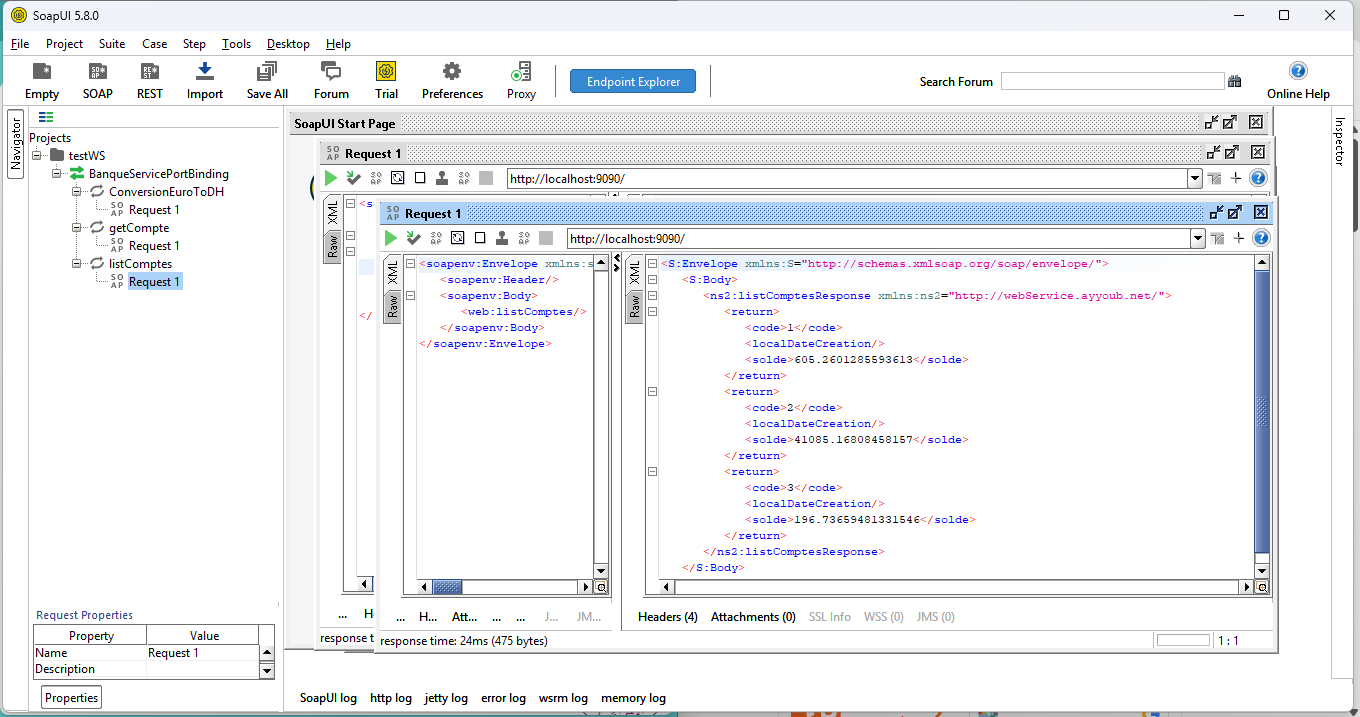 SoapUI 5.8.0
File Project Suite Case Step Tools Desktop Help
Empty SOAP REST Import Save All Forum Trial Preferences Proxy Endpoint Explorer Search Forum Online Help
Navigator
Inspector
Projects
testWS
BanqueServicePortBinding
ConversionEuroToDH
Request 1
getCompte
Request 1
listComptes
Request 1
SoapUI Start Page
Request 1
http://localhost:9090/
XML
Raw
<s
</
Request 1
http://localhost:9090/
XML
Raw
<soapenv:Envelope xmlns:s
<soapenv:Header/>
<soapenv:Body>
<web:listComptes/>
</soapenv:Body>
</soapenv:Envelope>
XML
Raw
<S:Envelope xmlns:S="http://schemas.xmlsoap.org/soap/envelope/">
<S:Body>
<ns2:listComptesResponse xmlns:ns2="http://webService.ayyoub.net/">
<return>
<code>1</code>
<localDateCreation/>
<solde>605.2601285593613</solde>
</return>
<return>
<code>2</code>
<localDateCreation/>
<solde>41085.16808458157</solde>
</return>
<return>
<code>3</code>
<localDateCreation/>
<solde>196.73659481331546</solde>
</return>
</ns2:listComptesResponse>
</S:Body>
... H
... H... Att... ... ... J... JM...
Headers (4) Attachments (0) SSL Info WSS (0) JMS (0)
response t
response time: 24ms (475 bytes)
1 : 1
Request Properties
Property Value
Name Request 1
Description
Properties
SoapUI log http log jetty log error log wsrm log memory log